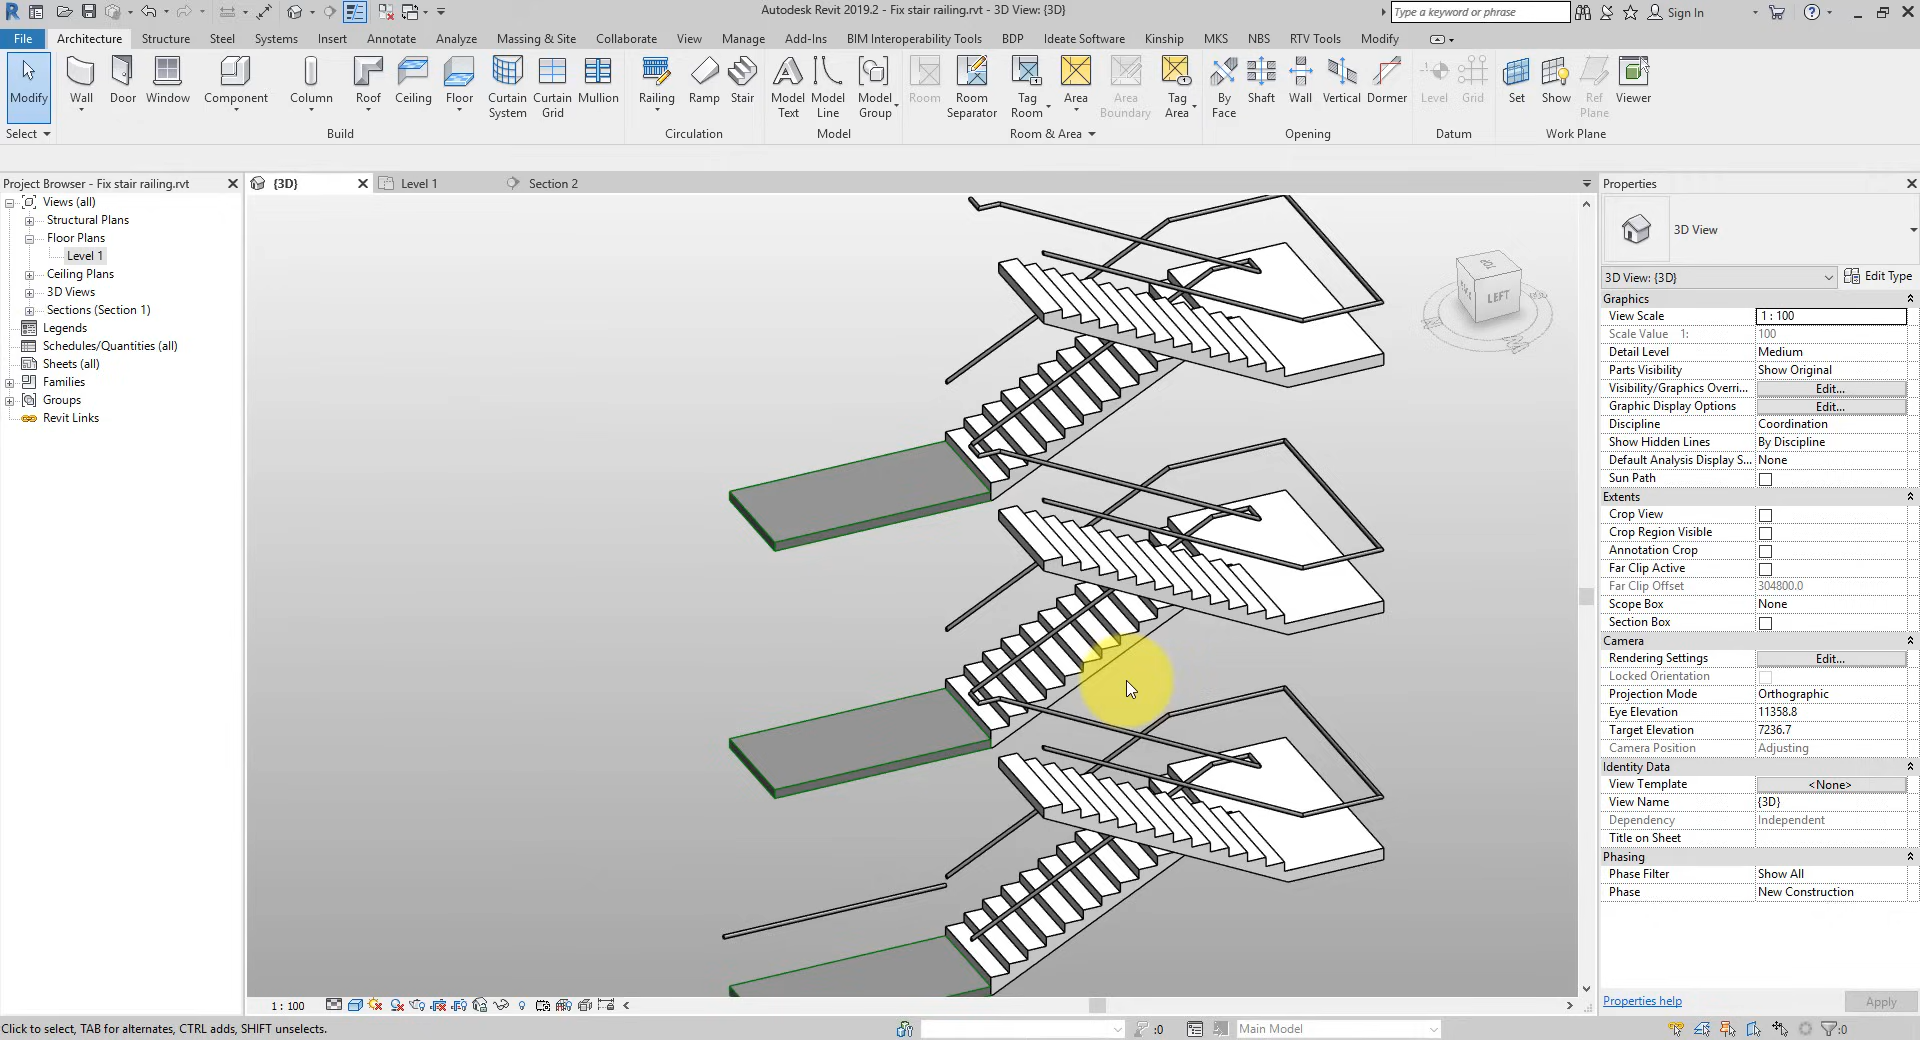 Autodesk Revit 2019.2 - Fix stair railing.rvt - 3D View: {3D}
Type a keyword or phrase
Sign In
File Architecture Structure Steel Systems Insert Annotate Analyze Massing & Site Collaborate View Manage Add-Ins BIM Interoperability Tools BDP Ideate Software Kinship MKS NBS RTV Tools Modify
Modify Wall Door Window Component Column Roof Ceiling Floor Curtain System Curtain Grid Mullion Railing Ramp Stair Model Text Model Line Model Group Room Room Separator Tag Room Area Area Boundary Tag Area By Face Shaft Wall Vertical Dormer Level Grid Set Show Ref Plane Viewer
Select Build Circulation Model Room & Area Opening Datum Work Plane
Project Browser - Fix stair railing.rvt
Views (all)
Structural Plans
Floor Plans
Level 1
Ceiling Plans
3D Views
Sections (Section 1)
Legends
Schedules/Quantities (all)
Sheets (all)
Families
Groups
Revit Links
{3D} Level 1 Section 2
LEFT
Properties
3D View
3D View: {3D} Edit Type
Graphics
View Scale 1 : 100
Scale Value 1: 100
Detail Level Medium
Parts Visibility Show Original
Visibility/Graphics Overri... Edit...
Graphic Display Options Edit...
Discipline Coordination
Show Hidden Lines By Discipline
Default Analysis Display S... None
Sun Path
Extents
Crop View
Crop Region Visible
Annotation Crop
Far Clip Active
Far Clip Offset 304800.0
Scope Box None
Section Box
Camera
Rendering Settings Edit...
Locked Orientation
Projection Mode Orthographic
Eye Elevation 11358.8
Target Elevation 7236.7
Camera Position Adjusting
Identity Data
View Template <None>
View Name {3D}
Dependency Independent
Title on Sheet
Phasing
Phase Filter Show All
Phase New Construction
Properties help Apply
1 : 100
Click to select, TAB for alternates, CTRL adds, SHIFT unselects.
:0
Main Model
:0